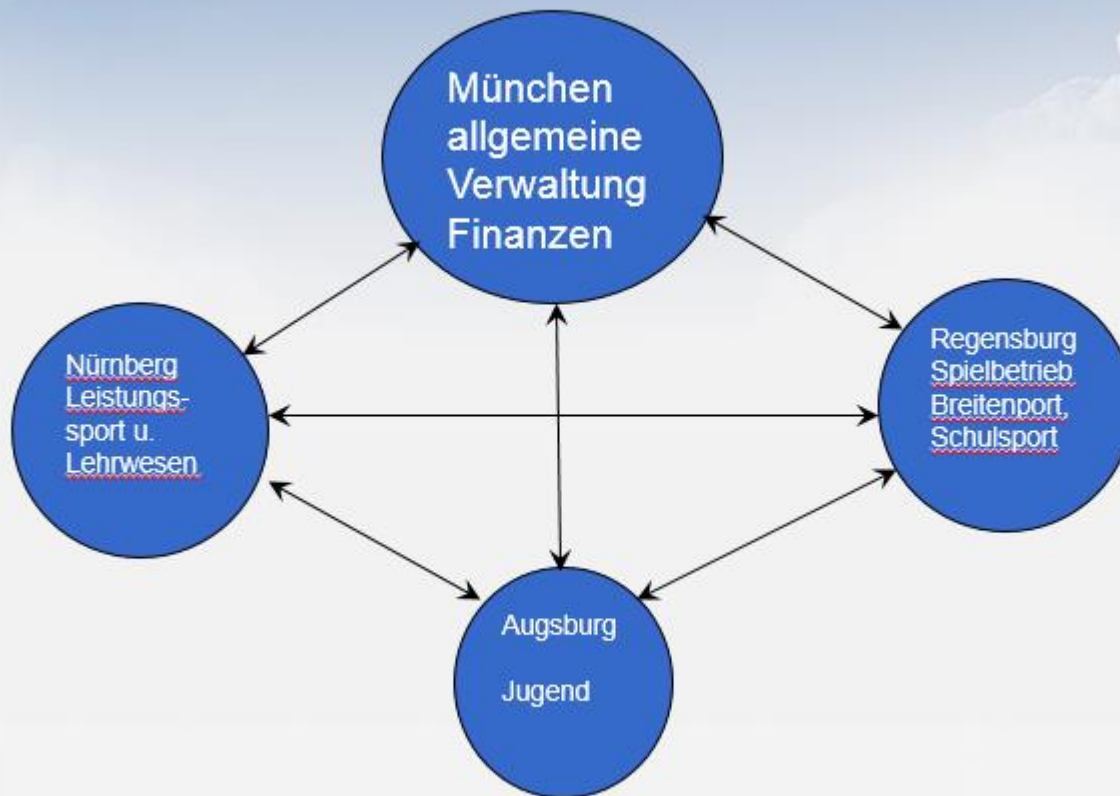 München
allgemeine
Verwaltung
Finanzen
Nürnberg
Leistungs-
sport u.
Lehrwesen
Regensburg
Spielbetrieb
Breitenport,
Schulsport
Augsburg
Jugend